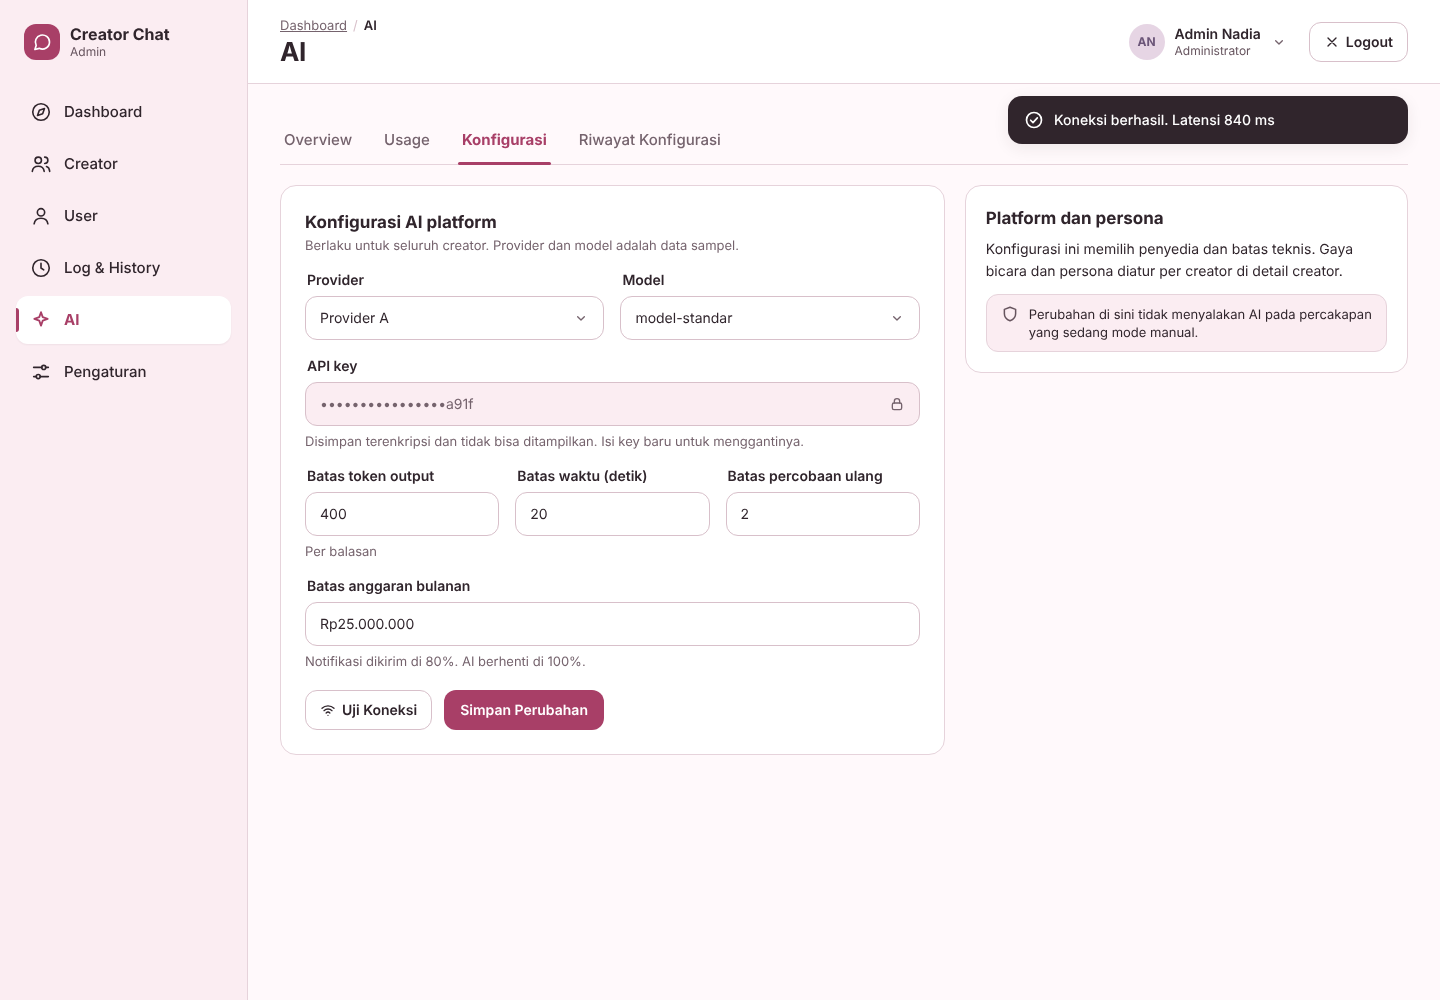 Creator Chat
Admin
Dashboard
Creator
User
Log & History
AI
Pengaturan
Dashboard / AI
AI
AN
Admin Nadia
Administrator
Logout
Koneksi berhasil. Latensi 840 ms
Overview
Usage
Konfigurasi
Riwayat Konfigurasi
Konfigurasi AI platform
Berlaku untuk seluruh creator. Provider dan model adalah data sampel.
Provider
Model
Provider A
model-standar
API key
••••••••••••••••a91f
Disimpan terenkripsi dan tidak bisa ditampilkan. Isi key baru untuk menggantinya.
Batas token output
Batas waktu (detik)
Batas percobaan ulang
400
20
2
Per balasan
Batas anggaran bulanan
Rp25.000.000
Notifikasi dikirim di 80%. AI berhenti di 100%.
Uji Koneksi
Simpan Perubahan
Platform dan persona
Konfigurasi ini memilih penyedia dan batas teknis. Gaya
bicara dan persona diatur per creator di detail creator.
Perubahan di sini tidak menyalakan AI pada percakapan
yang sedang mode manual.